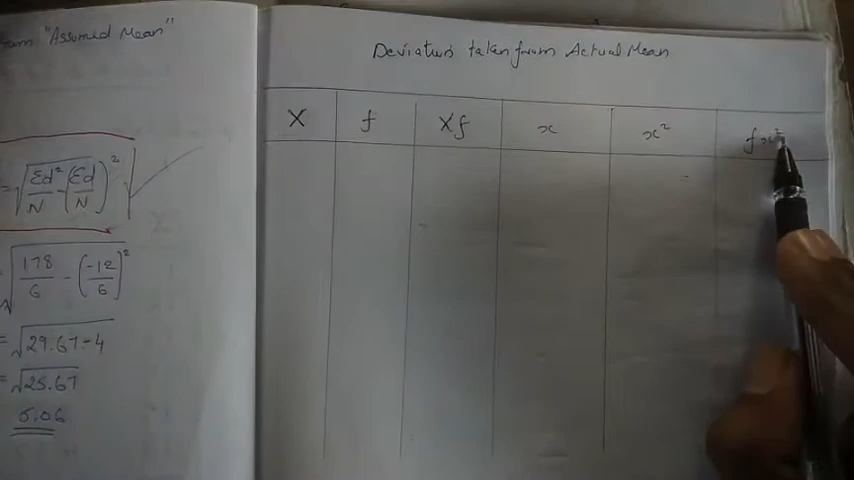 from "Assumed Mean"
= √ Σd²/N - (Σd/N)²
√ 178/6 - (-12/6)²
= √29.67-4
= √25.67
5.06
Deviation taken from Actual Mean
X f Xf x x² fx²